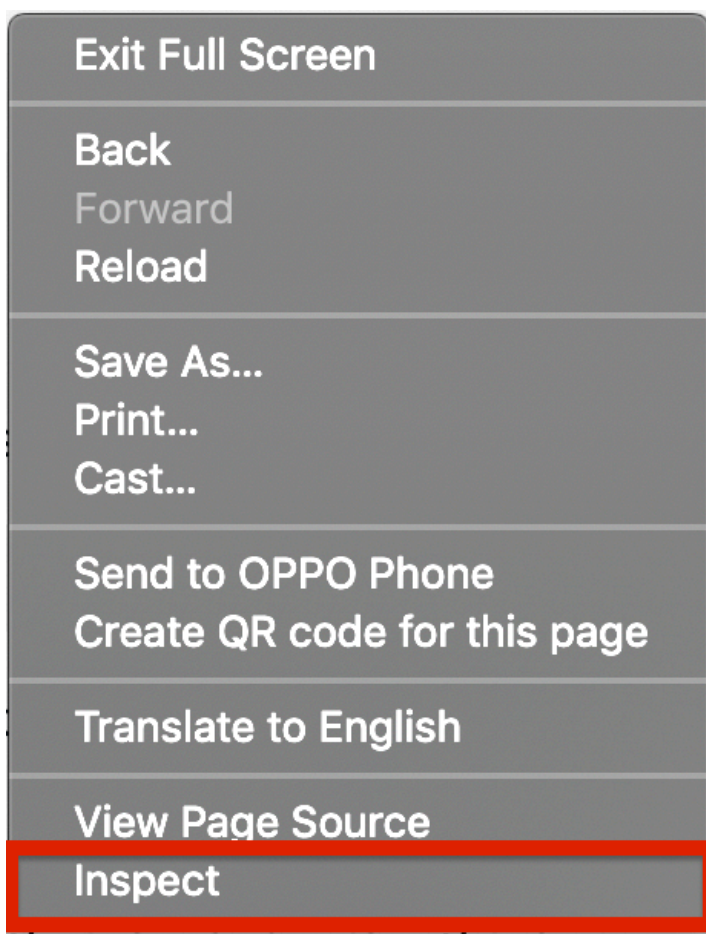 Exit Full Screen
Back
Forward
Reload
Save As...
Print...
Cast...
Send to OPPO Phone
Create QR code for this page
Translate to English
View Page Source
Inspect